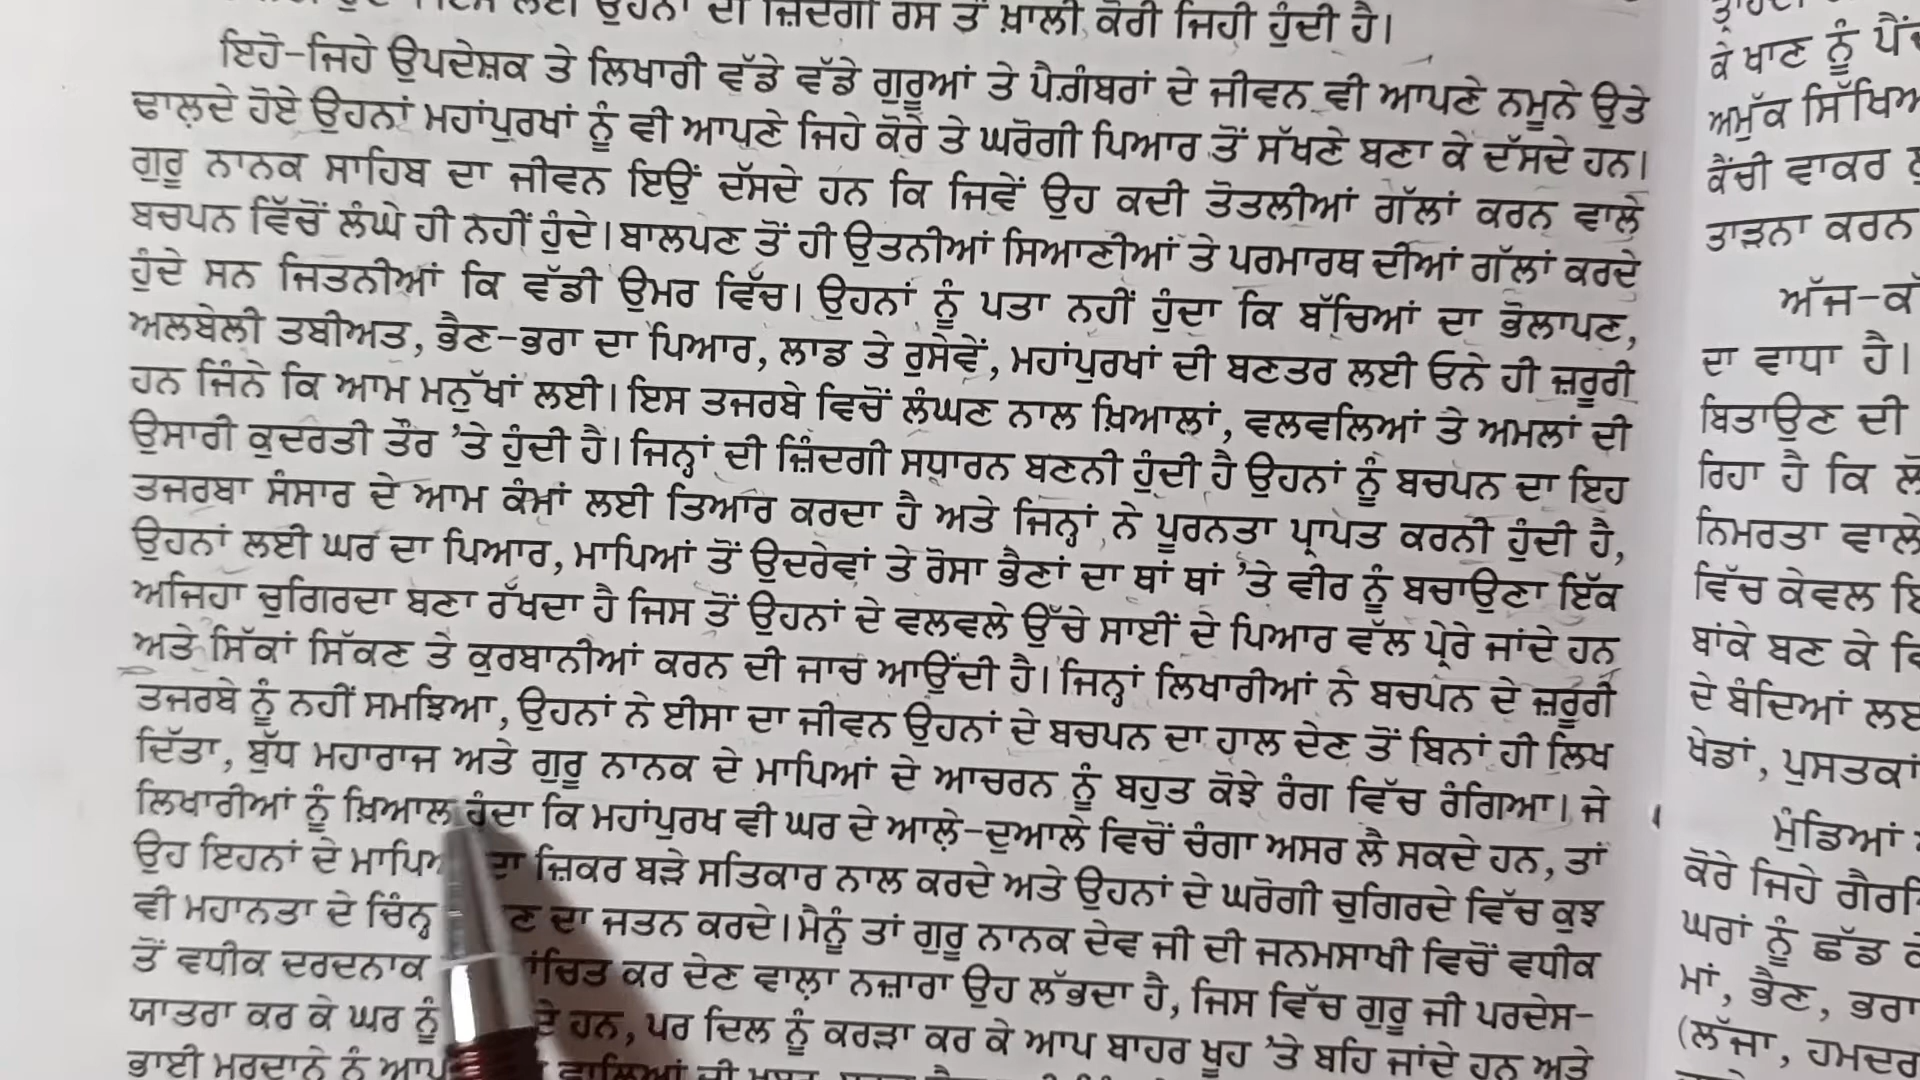 ਜ਼ਿੰਦਗੀ ਰਸ ਤੋਂ ਖ਼ਾਲੀ ਕੋਰੀ ਜਿਹੀ ਹੁੰਦੀ ਹੈ।
ਇਹੋ-ਜਿਹੇ ਉਪਦੇਸ਼ਕ ਤੇ ਲਿਖਾਰੀ ਵੱਡੇ ਵੱਡੇ ਗੁਰੂਆਂ ਤੇ ਪੈਗ਼ੰਬਰਾਂ ਦੇ ਜੀਵਨ ਵੀ ਆਪਣੇ ਨਮੂਨੇ ਉਤੇ
ਢਾਲ਼ਦੇ ਹੋਏ ਉਹਨਾਂ ਮਹਾਂਪੁਰਖਾਂ ਨੂੰ ਵੀ ਆਪਣੇ ਜਿਹੇ ਕੋਰੇ ਤੇ ਘਰੋਗੀ ਪਿਆਰ ਤੋਂ ਸੱਖਣੇ ਬਣਾ ਕੇ ਦੱਸਦੇ ਹਨ।
ਗੁਰੂ ਨਾਨਕ ਸਾਹਿਬ ਦਾ ਜੀਵਨ ਇਉਂ ਦੱਸਦੇ ਹਨ ਕਿ ਜਿਵੇਂ ਉਹ ਕਦੀ ਤੋਤਲੀਆਂ ਗੱਲਾਂ ਕਰਨ ਵਾਲੇ
ਬਚਪਨ ਵਿੱਚੋਂ ਲੰਘੇ ਹੀ ਨਹੀਂ ਹੁੰਦੇ। ਬਾਲਪਣ ਤੋਂ ਹੀ ਉਤਨੀਆਂ ਸਿਆਣੀਆਂ ਤੇ ਪਰਮਾਰਥ ਦੀਆਂ ਗੱਲਾਂ ਕਰਦੇ
ਹੁੰਦੇ ਸਨ ਜਿਤਨੀਆਂ ਕਿ ਵੱਡੀ ਉਮਰ ਵਿੱਚ। ਉਹਨਾਂ ਨੂੰ ਪਤਾ ਨਹੀਂ ਹੁੰਦਾ ਕਿ ਬੱਚਿਆਂ ਦਾ ਭੋਲਾਪਣ,
ਅਲਬੇਲੀ ਤਬੀਅਤ, ਭੈਣ-ਭਰਾ ਦਾ ਪਿਆਰ, ਲਾਡ ਤੇ ਰੁਸੇਵੇਂ, ਮਹਾਂਪੁਰਖਾਂ ਦੀ ਬਣਤਰ ਲਈ ਓਨੇ ਹੀ ਜ਼ਰੂਰੀ
ਹਨ ਜਿੰਨੇ ਕਿ ਆਮ ਮਨੁੱਖਾਂ ਲਈ। ਇਸ ਤਜਰਬੇ ਵਿਚੋਂ ਲੰਘਣ ਨਾਲ ਖ਼ਿਆਲਾਂ, ਵਲਵਲਿਆਂ ਤੇ ਅਮਲਾਂ ਦੀ
ਉਸਾਰੀ ਕੁਦਰਤੀ ਤੌਰ ’ਤੇ ਹੁੰਦੀ ਹੈ। ਜਿਨ੍ਹਾਂ ਦੀ ਜ਼ਿੰਦਗੀ ਸਧਾਰਨ ਬਣਨੀ ਹੁੰਦੀ ਹੈ ਉਹਨਾਂ ਨੂੰ ਬਚਪਨ ਦਾ ਇਹ
ਤਜਰਬਾ ਸੰਸਾਰ ਦੇ ਆਮ ਕੰਮਾਂ ਲਈ ਤਿਆਰ ਕਰਦਾ ਹੈ ਅਤੇ ਜਿਨ੍ਹਾਂ ਨੇ ਪੂਰਨਤਾ ਪ੍ਰਾਪਤ ਕਰਨੀ ਹੁੰਦੀ ਹੈ,
ਉਹਨਾਂ ਲਈ ਘਰ ਦਾ ਪਿਆਰ, ਮਾਪਿਆਂ ਤੋਂ ਉਦਰੇਵਾਂ ਤੇ ਰੋਸਾ ਭੈਣਾਂ ਦਾ ਥਾਂ ਥਾਂ ’ਤੇ ਵੀਰ ਨੂੰ ਬਚਾਉਣਾ ਇੱਕ
ਅਜਿਹਾ ਚੁਗਿਰਦਾ ਬਣਾ ਰੱਖਦਾ ਹੈ ਜਿਸ ਤੋਂ ਉਹਨਾਂ ਦੇ ਵਲਵਲੇ ਉੱਚੇ ਸਾਈਂ ਦੇ ਪਿਆਰ ਵੱਲ ਪ੍ਰੇਰੇ ਜਾਂਦੇ ਹਨ
ਅਤੇ ਸਿੱਕਾਂ ਸਿੱਕਣ ਤੇ ਕੁਰਬਾਨੀਆਂ ਕਰਨ ਦੀ ਜਾਚ ਆਉਂਦੀ ਹੈ। ਜਿਨ੍ਹਾਂ ਲਿਖਾਰੀਆਂ ਨੇ ਬਚਪਨ ਦੇ ਜ਼ਰੂਰੀ
ਤਜਰਬੇ ਨੂੰ ਨਹੀਂ ਸਮਝਿਆ, ਉਹਨਾਂ ਨੇ ਈਸਾ ਦਾ ਜੀਵਨ ਉਹਨਾਂ ਦੇ ਬਚਪਨ ਦਾ ਹਾਲ ਦੇਣ ਤੋਂ ਬਿਨਾਂ ਹੀ ਲਿਖ
ਦਿੱਤਾ, ਬੁੱਧ ਮਹਾਰਾਜ ਅਤੇ ਗੁਰੂ ਨਾਨਕ ਦੇ ਮਾਪਿਆਂ ਦੇ ਆਚਰਨ ਨੂੰ ਬਹੁਤ ਕੋਝੇ ਰੰਗ ਵਿੱਚ ਰੰਗਿਆ। ਜੇ
ਲਿਖਾਰੀਆਂ ਨੂੰ ਖ਼ਿਆਲ ਹੁੰਦਾ ਕਿ ਮਹਾਂਪੁਰਖ ਵੀ ਘਰ ਦੇ ਆਲ਼ੇ-ਦੁਆਲੇ ਵਿਚੋਂ ਚੰਗਾ ਅਸਰ ਲੈ ਸਕਦੇ ਹਨ, ਤਾਂ
ਉਹ ਇਹਨਾਂ ਦੇ ਦਾ ਜ਼ਿਕਰ ਬੜੇ ਸਤਿਕਾਰ ਨਾਲ ਕਰਦੇ ਅਤੇ ਉਹਨਾਂ ਦੇ ਘਰੋਗੀ ਚੁਗਿਰਦੇ ਵਿੱਚ ਕੁਝ
ਵੀ ਮਹਾਨਤਾ ਦੇ ਚਿੰਨ੍ਹ ਦਾ ਜਤਨ ਕਰਦੇ। ਮੈਨੂੰ ਤਾਂ ਗੁਰੂ ਨਾਨਕ ਦੇਵ ਜੀ ਦੀ ਜਨਮਸਾਖੀ ਵਿਚੋਂ ਵਧੀਕ
ਤੋਂ ਵਧੀਕ ਦਰਦਨਾਕ ਕਰ ਦੇਣ ਵਾਲ਼ਾ ਨਜ਼ਾਰਾ ਉਹ ਲੱਭਦਾ ਹੈ, ਜਿਸ ਵਿੱਚ ਗੁਰੂ ਜੀ ਪਰਦੇਸ-
ਯਾਤਰਾ ਕਰ ਕੇ ਘਰ ਨੂੰ ਹਨ, ਪਰ ਦਿਲ ਨੂੰ ਕਰੜਾ ਕਰ ਕੇ ਆਪ ਬਾਹਰ ਖੂਹ ’ਤੇ ਬਹਿ ਜਾਂਦੇ ਹਨ ਅਤੇ
ਭਾਈ ਮਰਦਾਨੇ ਨੂੰ
ਕੇ ਖਾਣ ਨੂੰ
ਅਮੁੱਕ
ਕੈਂਚੀ ਵਾਕਰ
ਤਾੜਨਾ ਕਰਨ
ਅੱਜ-
ਦਾ ਵਾਧਾ ਹੈ।
ਬਿਤਾਉਣ ਦੀ
ਰਿਹਾ ਹੈ ਕਿ
ਨਿਮਰਤਾ ਵਾਲੇ
ਵਿੱਚ ਕੇਵਲ
ਬਾਂਕੇ ਬਣ ਕੇ
ਦੇ ਬੰਦਿਆਂ ਲਈ
ਖੇਡਾਂ, ਪੁਸਤਕਾਂ
ਮੁੰਡਿਆਂ
ਕੋਰੇ ਜਿਹੇ
ਘਰਾਂ ਨੂੰ ਛੱਡ
ਮਾਂ, ਭੈਣ, ਭਰਾ
(ਲੱਜਾ,